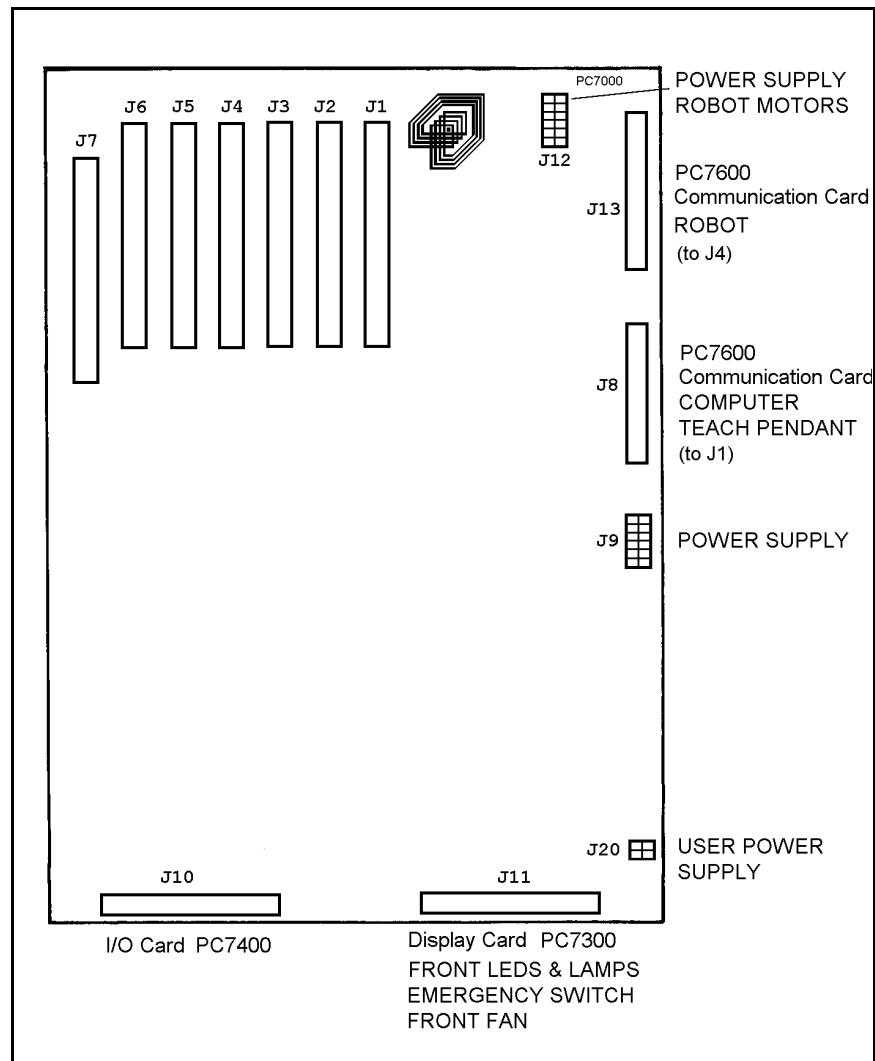 PC7000
POWER SUPPLY
ROBOT MOTORS
J7
J6
J5
J4
J3
J2
J1
J12
J13
PC7600
Communication Card
ROBOT
(to J4)
J8
PC7600
Communication Card
COMPUTER
TEACH PENDANT
(to J1)
J9
POWER SUPPLY
J20
USER POWER
SUPPLY
J10
J11
I/O Card PC7400
Display Card PC7300
FRONT LEDS & LAMPS
EMERGENCY SWITCH
FRONT FAN